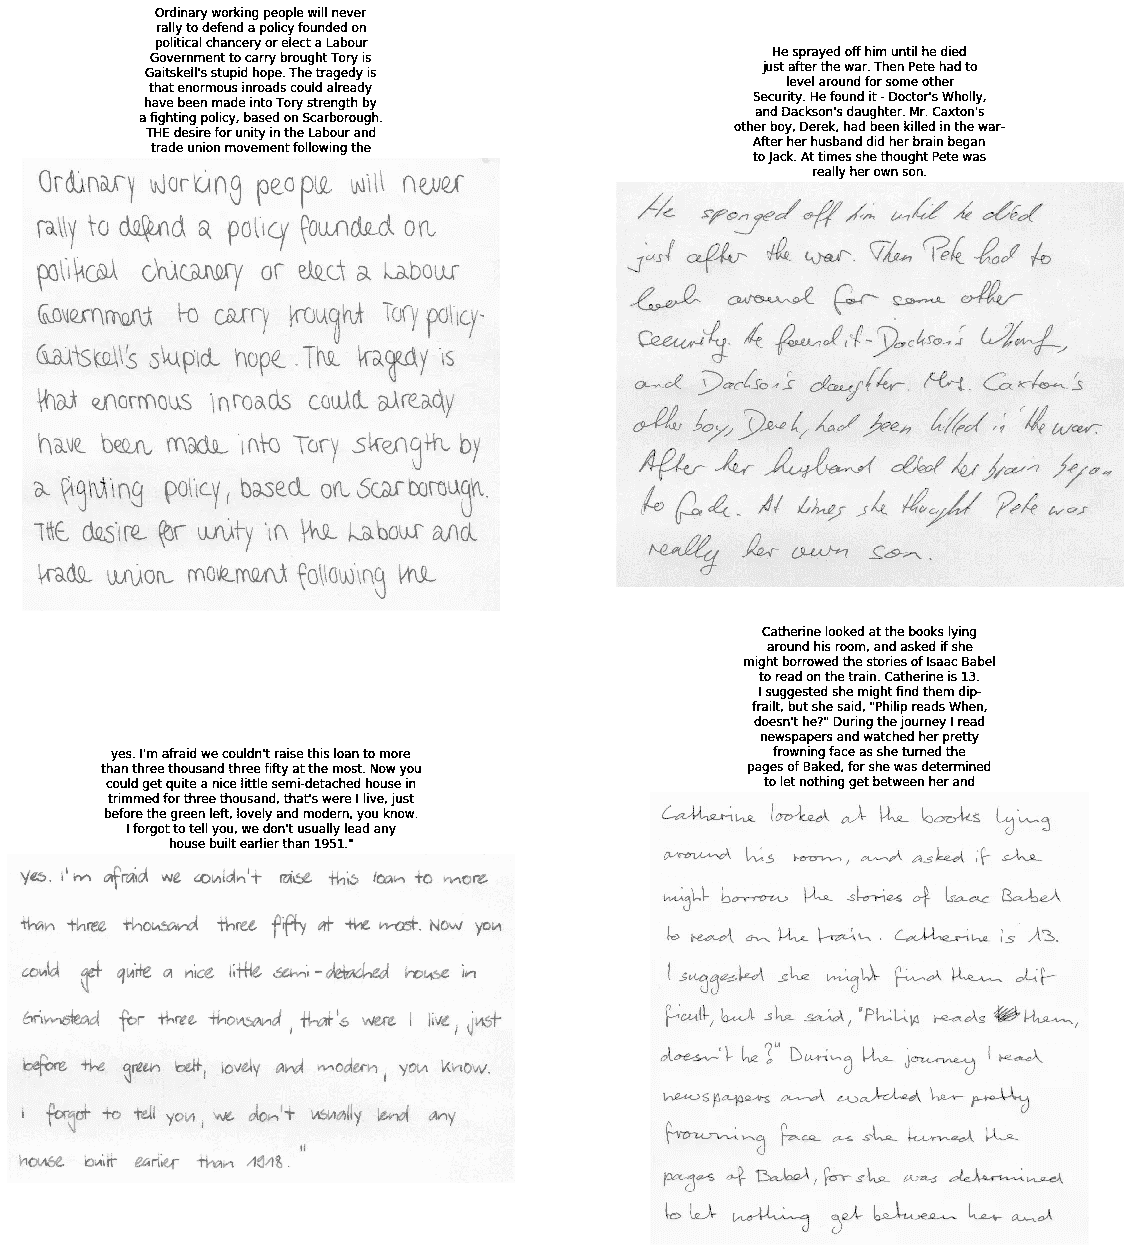 Ordinary working people will never
rally to defend a policy founded on
political chancery or elect a Labour
Government to carry brought Tory is
Gaitskell's stupid hope. The tragedy is
that enormous inroads could already
have been made into Tory strength by
a fighting policy, based on Scarborough.
THE desire for unity in the Labour and
trade union movement following the
Ordinary working people will never
rally to defend a policy founded on
political chicanery or elect a Labour
Government to carry trought Tory policy-
Gaitskell's stupid hope. The tragedy is
that enormous inroads could already
have been made into Tory strength by
a fighting policy, based on Scarborough.
THE desire for unity in the Labour and
trade union movement following the
He sprayed off him until he died
just after the war. Then Pete had to
level around for some other
Security. He found it - Doctor's Wholly,
and Dackson's daughter. Mr. Caxton's
other boy, Derek, had been killed in the war-
After her husband did her brain began
to Jack. At times she thought Pete was
really her own son.
He sponged off him until he died
just after the war. Then Pete had to
look around for some other
security. He found it - Dockson's Wharf,
and Dockson's daughter. Mrs. Caxton's
other boy, Derek, had been killed in the war.
After her husband died her brain began
to fade. At times she thought Pete was
really her own son.
yes. I'm afraid we couldn't raise this loan to more
than three thousand three fifty at the most. Now you
could get quite a nice little semi-detached house in
trimmed for three thousand, that's were I live, just
before the green left, lovely and modern, you know.
I forgot to tell you, we don't usually lead any
house built earlier than 1951."
yes. I'm afraid we couldn't raise this loan to more
than three thousand three fifty at the most. Now you
could get quite a nice little semi-detached house in
Grimstead for three thousand, that's were I live, just
before the green belt, lovely and modern, you know.
I forgot to tell you, we don't usually lend any
house built earlier than 1918."
Catherine looked at the books lying
around his room, and asked if she
might borrowed the stories of Isaac Babel
to read on the train. Catherine is 13.
I suggested she might find them dip-
frailt, but she said, "Philip reads When,
doesn't he?" During the journey I read
newspapers and watched her pretty
frowning face as she turned the
pages of Baked, for she was determined
to let nothing get between her and
Catherine looked at the books lying
around his room, and asked if she
might borrow the stories of Isaac Babel
to read on the train. Catherine is 13.
I suggested she might find them dif
ficult, but she said, "Philip reads them,
doesn't he?" During the journey I read
newspapers and watched her pretty
frowning face as she turned the
pages of Babel, for she was determined
to let nothing get between her and